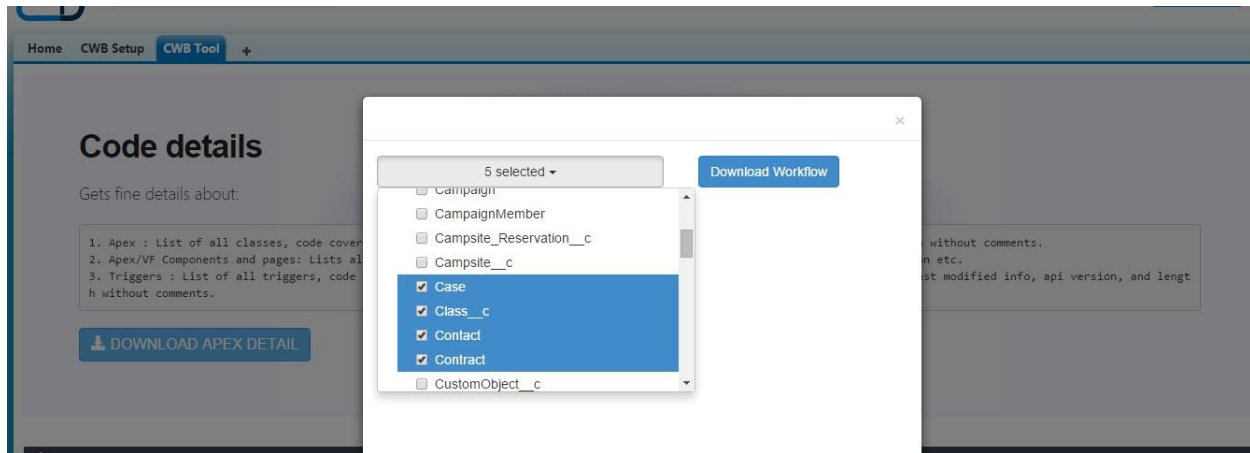 Home CWB Setup CWB Tool +
×
Code details
5 selected
Download Workflow
Gets fine details about:
Campaign
CampaignMember
Campsite_Reservation__c
Campsite__c
Case
Class__c
Contact
Contract
CustomObject__c
1. Apex : List of all classes, code cover
without comments.
2. Apex/VF Components and pages: Lists al
etc.
3. Triggers : List of all triggers, code
modified info, api version, and lengt
h without comments.
DOWNLOAD APEX DETAIL